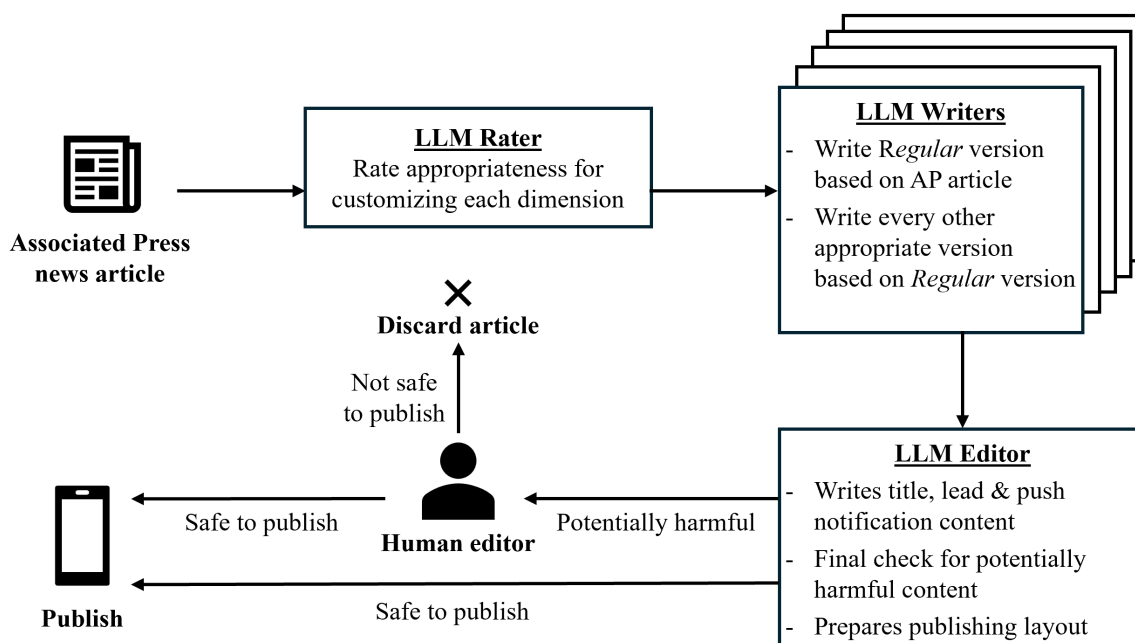 LLM Rater
Rate appropriateness for
customizing each dimension
LLM Writers
- Write Regular version
based on AP article
- Write every other
appropriate version
based on Regular version
Associated Press
news article
Discard article
Not safe
to publish
LLM Editor
- Writes title, lead & push
notification content
- Final check for potentially
harmful content
- Prepares publishing layout
Safe to publish
Human editor
Potentially harmful
Publish
Safe to publish